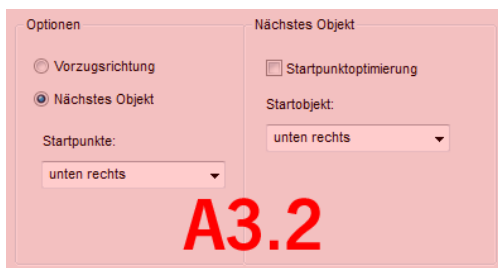 Optionen
Vorzugsrichtung
Nächstes Objekt
Startpunkte:
unten rechts
Nächstes Objekt
Startpunktoptimierung
Startobjekt:
unten rechts
A3.2